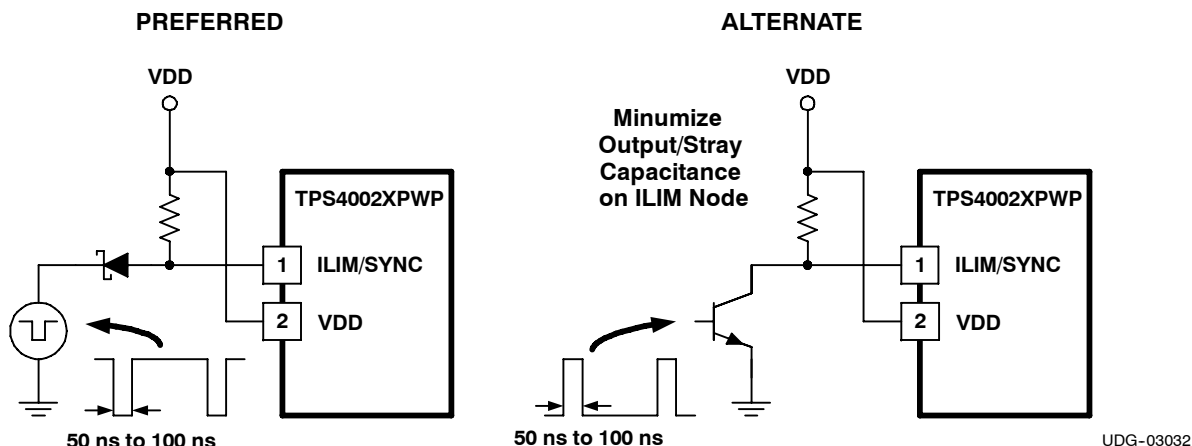 PREFERRED
ALTERNATE
VDD
VDD
Minumize
Output/Stray
Capacitance
on ILIM Node
TPS4002XPWP
TPS4002XPWP
1 ILIM/SYNC
1 ILIM/SYNC
2 VDD
2 VDD
50 ns to 100 ns
50 ns to 100 ns
UDG-03032